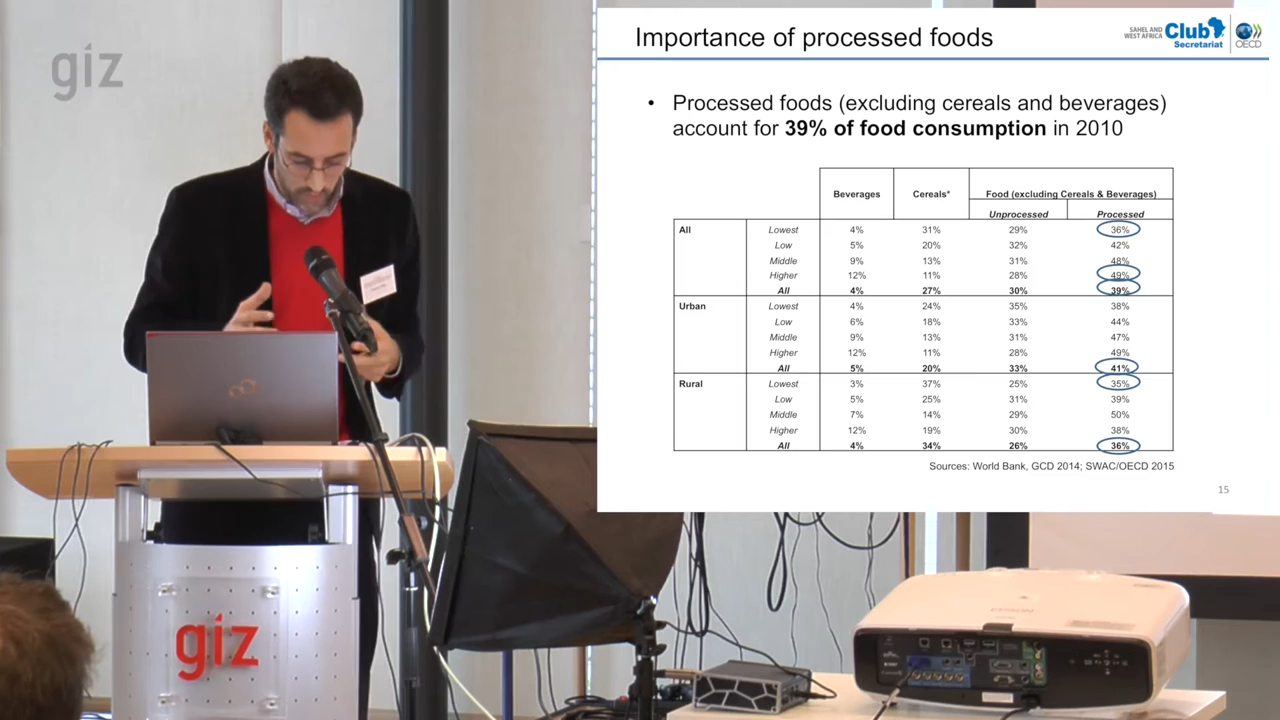 giz
Importance of processed foods
SAHEL AND
WEST AFRICA
Club
Secretariat
OECD
• Processed foods (excluding cereals and beverages)
account for 39% of food consumption in 2010
Beverages Cereals* Food (excluding Cereals & Beverages)
Unprocessed Processed
All Lowest 4% 31% 29% 36%
Low 5% 20% 32% 42%
Middle 9% 13% 31% 48%
Higher 12% 11% 28% 49%
All 4% 27% 30% 39%
Urban Lowest 4% 24% 35% 38%
Low 6% 18% 33% 44%
Middle 9% 13% 31% 47%
Higher 12% 11% 28% 49%
All 5% 20% 33% 41%
Rural Lowest 3% 37% 25% 35%
Low 5% 25% 31% 39%
Middle 7% 14% 29% 50%
Higher 12% 19% 30% 38%
All 4% 34% 26% 36%
Sources: World Bank, GCD 2014; SWAC/OECD 2015
15
giz
EPSON